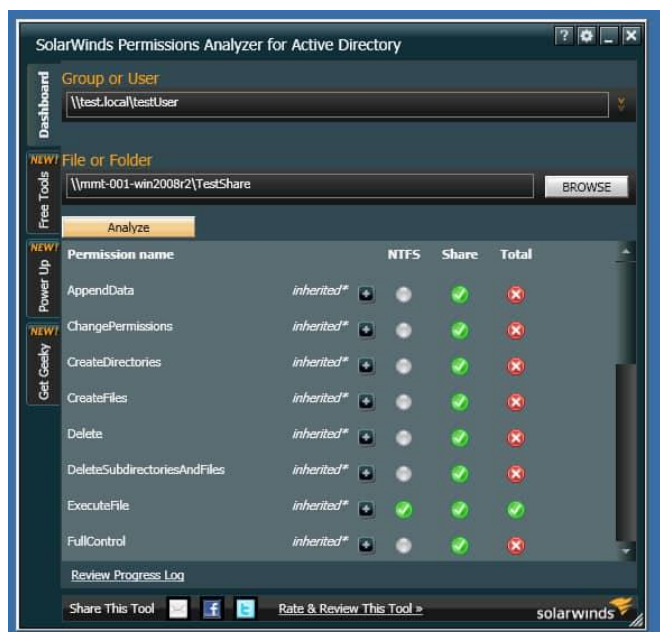 SolarWinds Permissions Analyzer for Active Directory
?
Dashboard
Group or User
\\test.local\testUser
NEW!
Free Tools
File or Folder
\\mmt-001-win2008r2\TestShare
BROWSE
Analyze
NEW!
Power Up
Permission name NTFS Share Total
AppendData inherited*
NEW!
Get Geeky
ChangePermissions inherited*
CreateDirectories inherited*
CreateFiles inherited*
Delete inherited*
DeleteSubdirectoriesAndFiles inherited*
ExecuteFile inherited*
FullControl inherited*
Review Progress Log
Share This Tool f t Rate & Review This Tool »
solarwinds